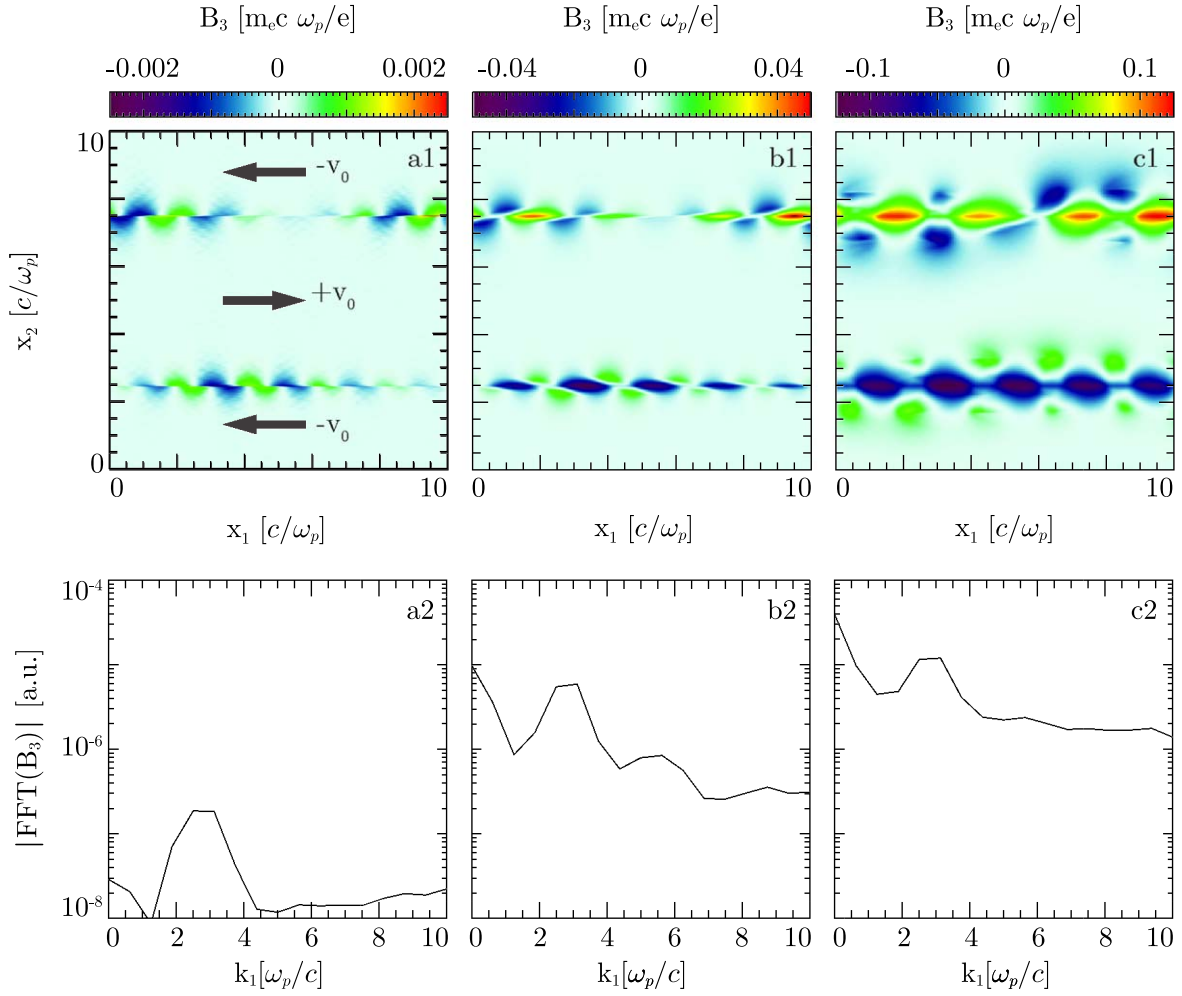 B₃ [mₑc ωₚ/e] B₃ [mₑc ωₚ/e] B₃ [mₑc ωₚ/e]
-0.002 0 0.002 -0.04 0 0.04 -0.1 0 0.1
10 a1 b1 c1
-v₀
x₂ [c/ωₚ]
+v₀
-v₀
0
0 10 0 10 0 10
x₁ [c/ωₚ] x₁ [c/ωₚ] x₁ [c/ωₚ]
10⁻⁴ a2 b2 c2
|FFT(B₃)| [a.u.]
10⁻⁶
10⁻⁸
0 2 4 6 8 10 0 2 4 6 8 10 0 2 4 6 8 10
k₁[ωₚ/c] k₁[ωₚ/c] k₁[ωₚ/c]